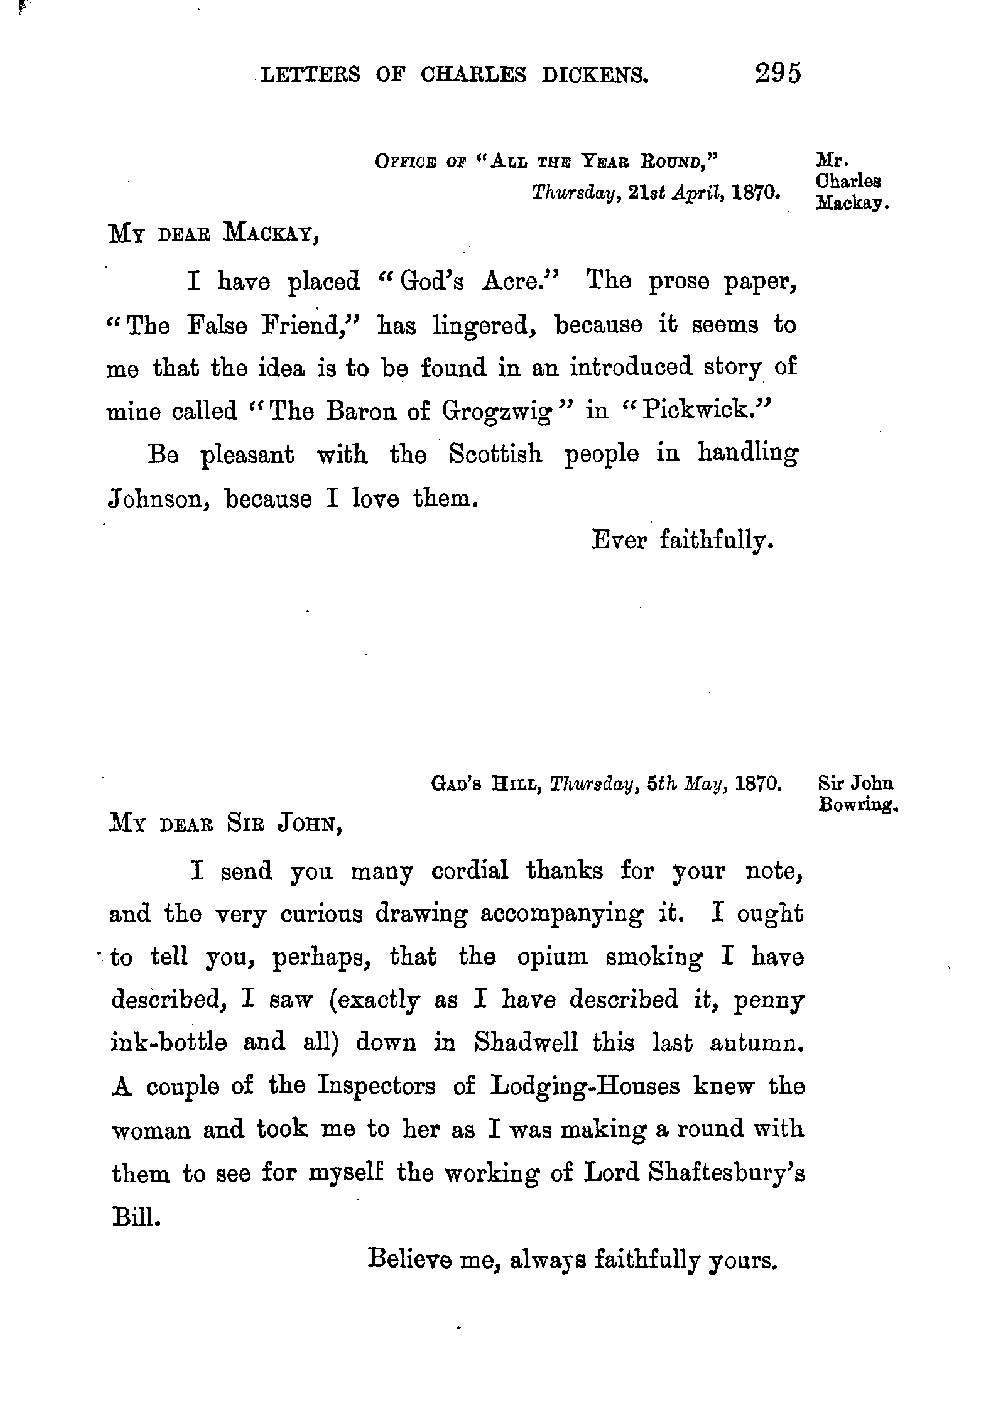 LETTERS OF CHARLES DICKENS. 295
OFFICE OF “ALL THE YEAR ROUND,”
Thursday, 21st April, 1870.
Mr.
Charles
Mackay.
MY DEAR MACKAY,
I have placed “God’s Acre.” The prose paper,
“The False Friend,” has lingered, because it seems to
me that the idea is to be found in an introduced story of
mine called “The Baron of Grogzwig” in “Pickwick.”
Be pleasant with the Scottish people in handling
Johnson, because I love them.
Ever faithfully.
GAD’S HILL, Thursday, 5th May, 1870.
Sir John
Bowring.
MY DEAR SIR JOHN,
I send you many cordial thanks for your note,
and the very curious drawing accompanying it. I ought
to tell you, perhaps, that the opium smoking I have
described, I saw (exactly as I have described it, penny
ink-bottle and all) down in Shadwell this last autumn.
A couple of the Inspectors of Lodging-Houses knew the
woman and took me to her as I was making a round with
them to see for myself the working of Lord Shaftesbury’s
Bill.
Believe me, always faithfully yours.